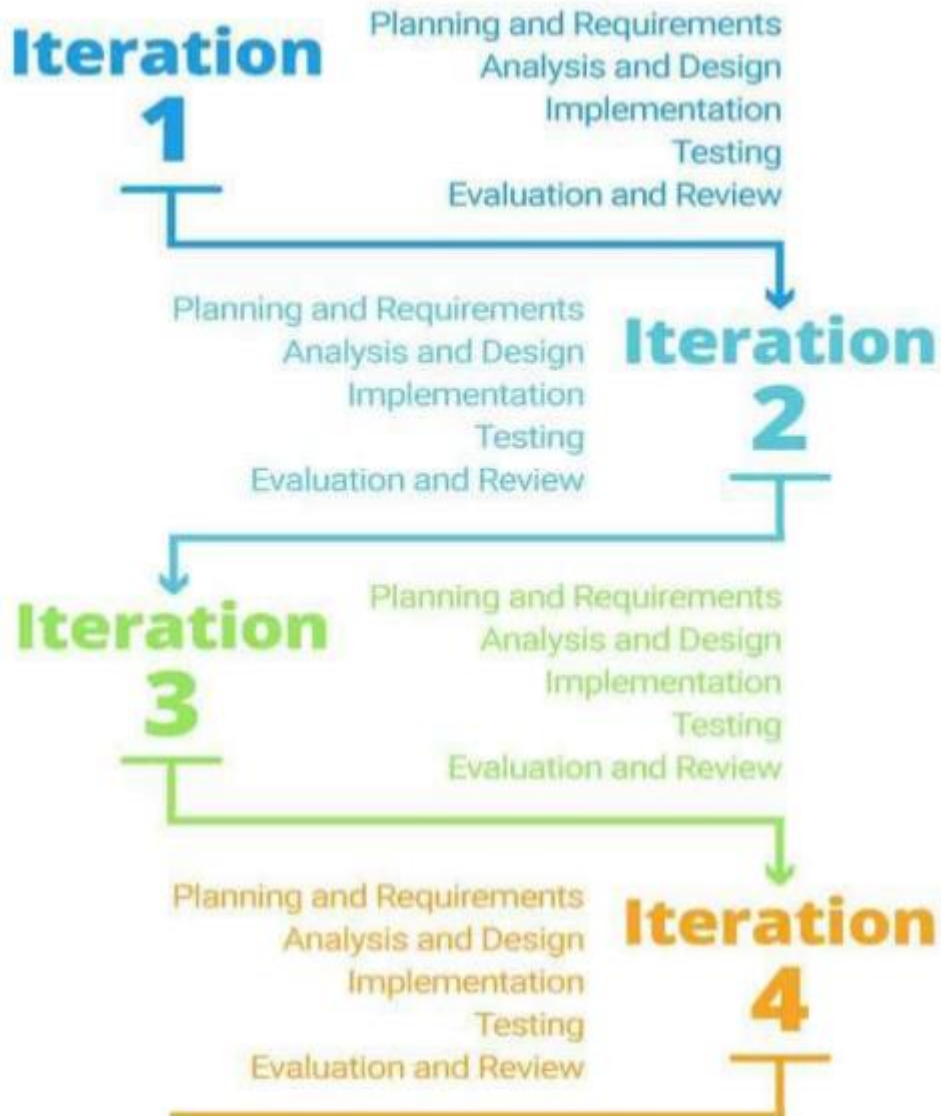 Iteration
1
Planning and Requirements
Analysis and Design
Implementation
Testing
Evaluation and Review
Iteration
2
Planning and Requirements
Analysis and Design
Implementation
Testing
Evaluation and Review
Iteration
3
Planning and Requirements
Analysis and Design
Implementation
Testing
Evaluation and Review
Iteration
4
Planning and Requirements
Analysis and Design
Implementation
Testing
Evaluation and Review